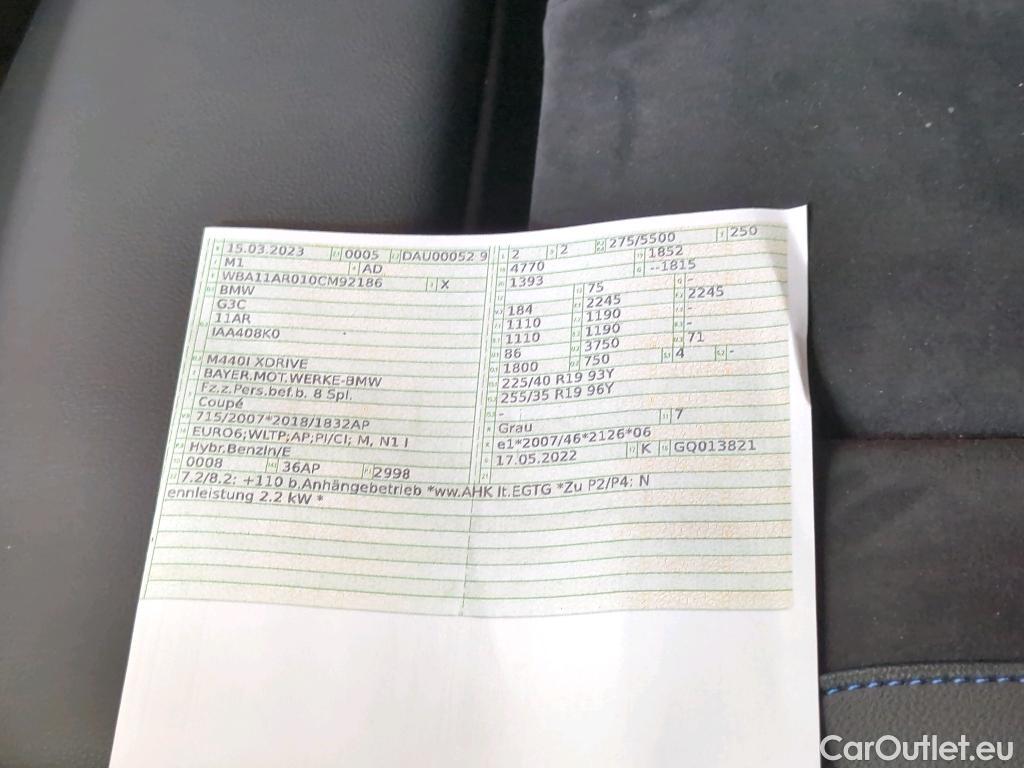 15.03.2023 0005 DAU00052 9
M1 AD
WBA11AR010CM92186 X
BMW
G3C
11AR
IAA408K0
M440I XDRIVE
BAYER.MOT.WERKE-BMW
Fz.z.Pers.bef.b. 8 Spl.
Coupé
715/2007*2018/1832AP
EURO6;WLTP;AP;PI/CI; M, N1 I
Hybr.Benzin/E
0008 36AP 2998
2 2 275/5500 250
4770 1852
1393 --1815
75 -
184 2245 2245
1110 1190 -
1110 1190 -
86 3750 71
1800 750 4 -
225/40 R19 93Y
255/35 R19 96Y
-
Grau 7
e1*2007/46*2126*06
17.05.2022 K GQ013821
7.2/8.2: +110 b.Anhängebetrieb *ww.AHK lt.EGTG *Zu P2/P4: N
ennleistung 2.2 kW *
CarOutlet.eu